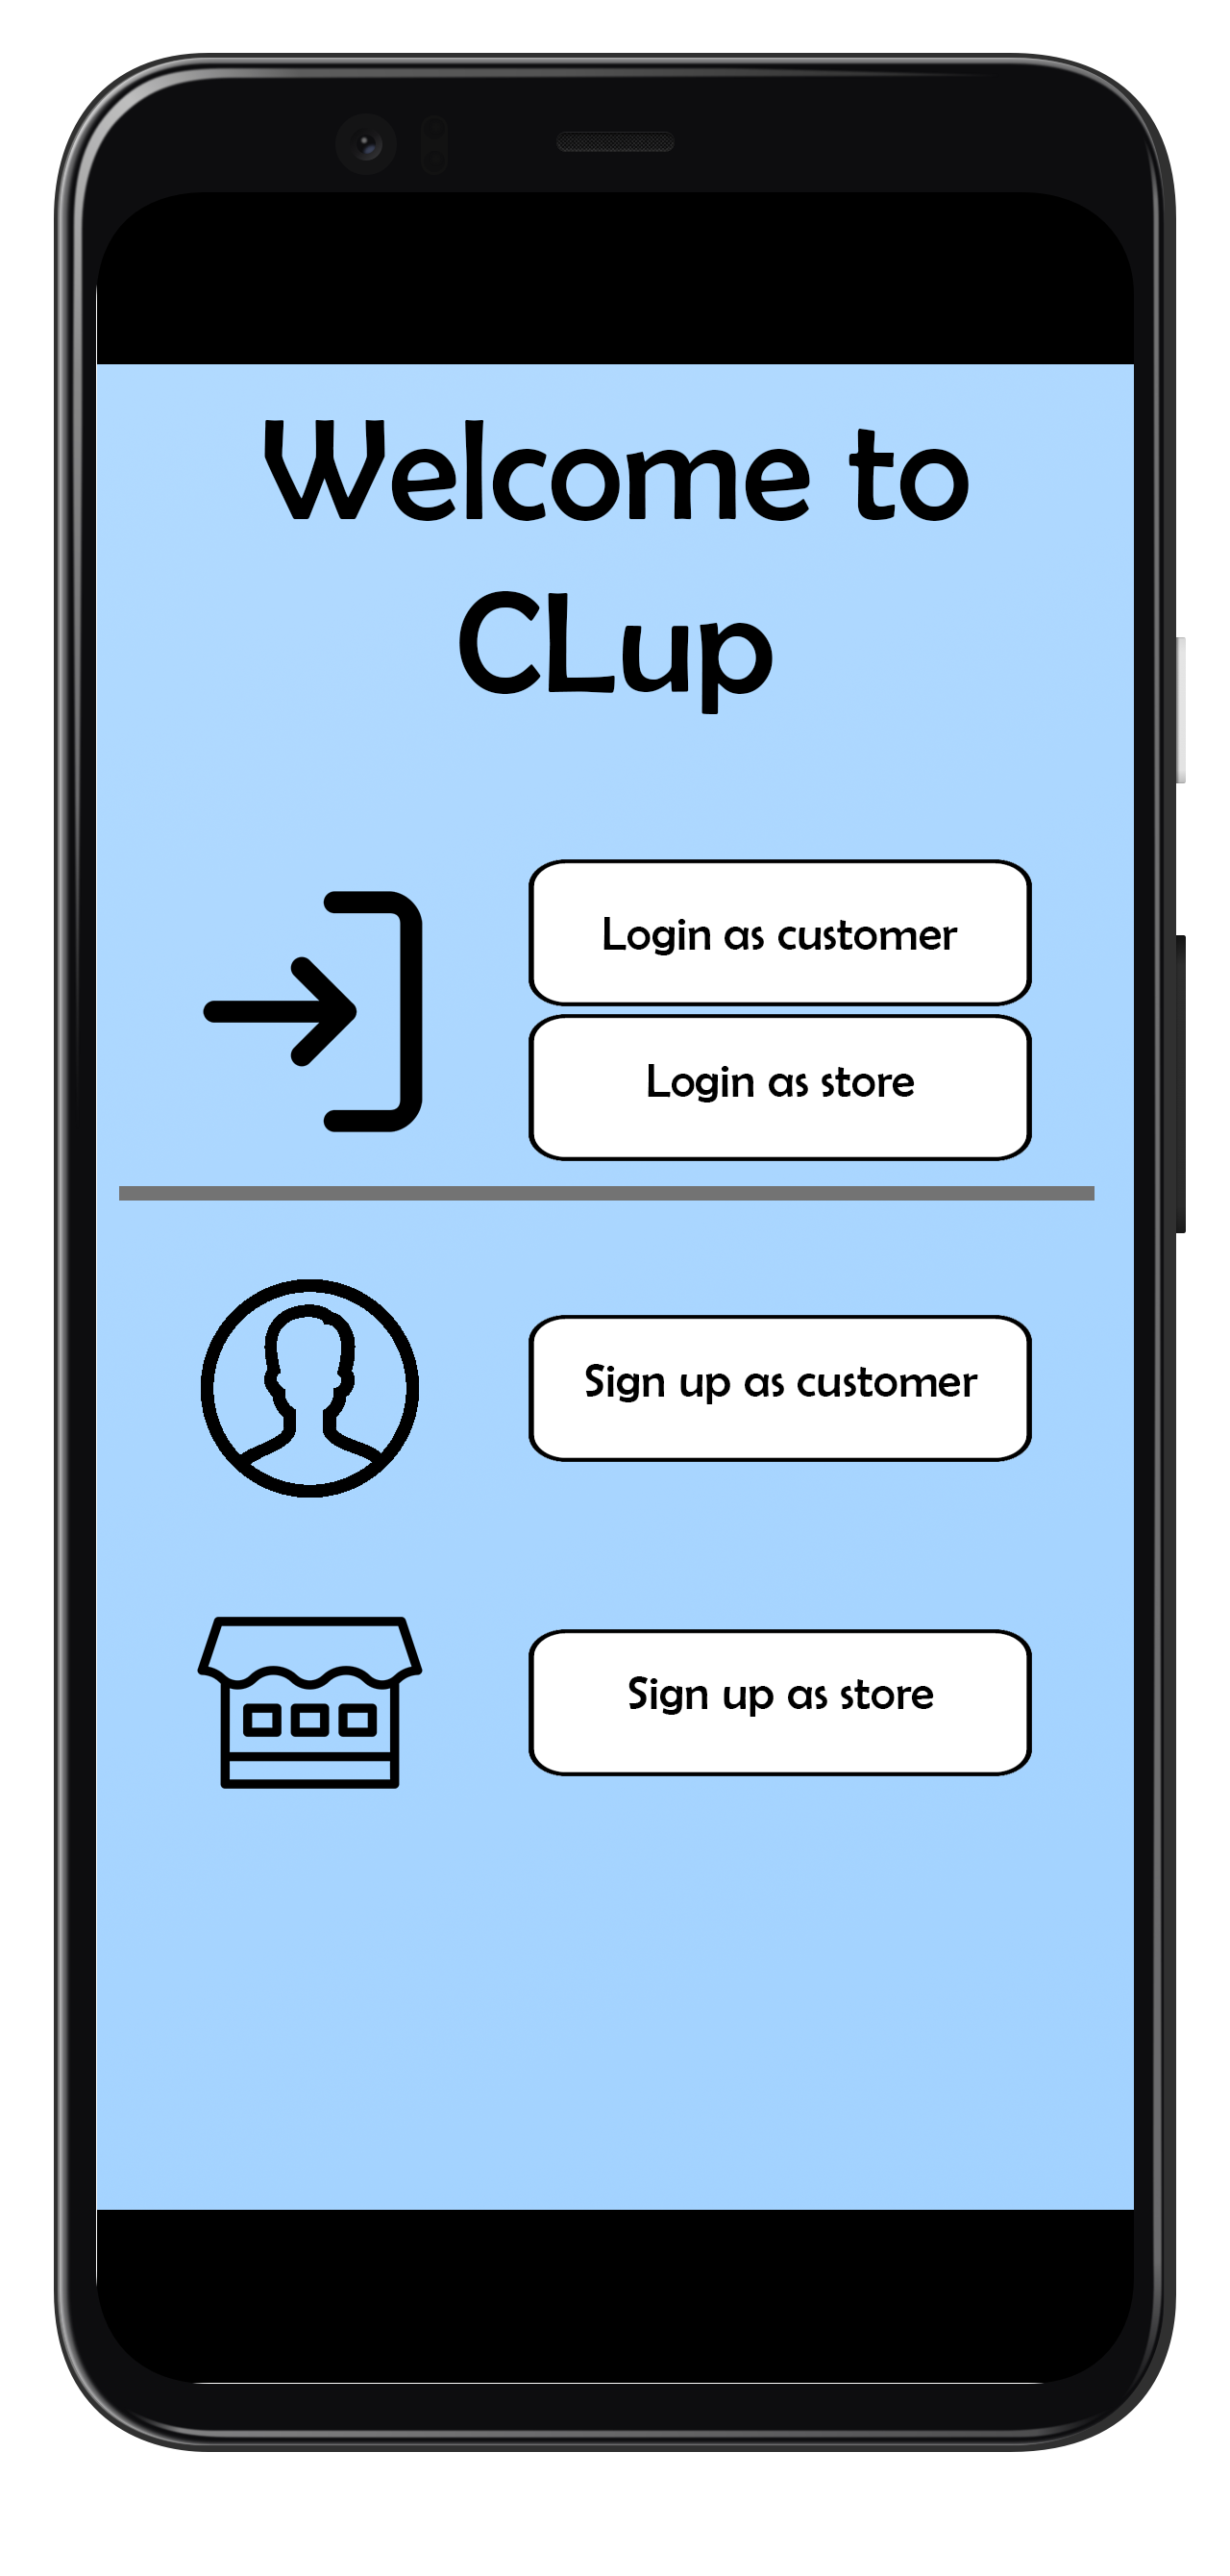 Welcome to
CLup
Login as customer
Login as store
Sign up as customer
Sign up as store